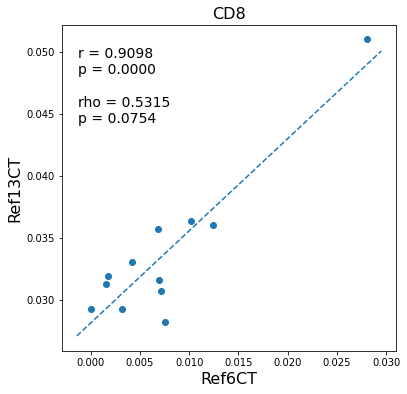 CD8
r = 0.9098
p = 0.0000
rho = 0.5315
p = 0.0754
Ref13CT
0.050
0.045
0.040
0.035
0.030
0.000 0.005 0.010 0.015 0.020 0.025 0.030
Ref6CT